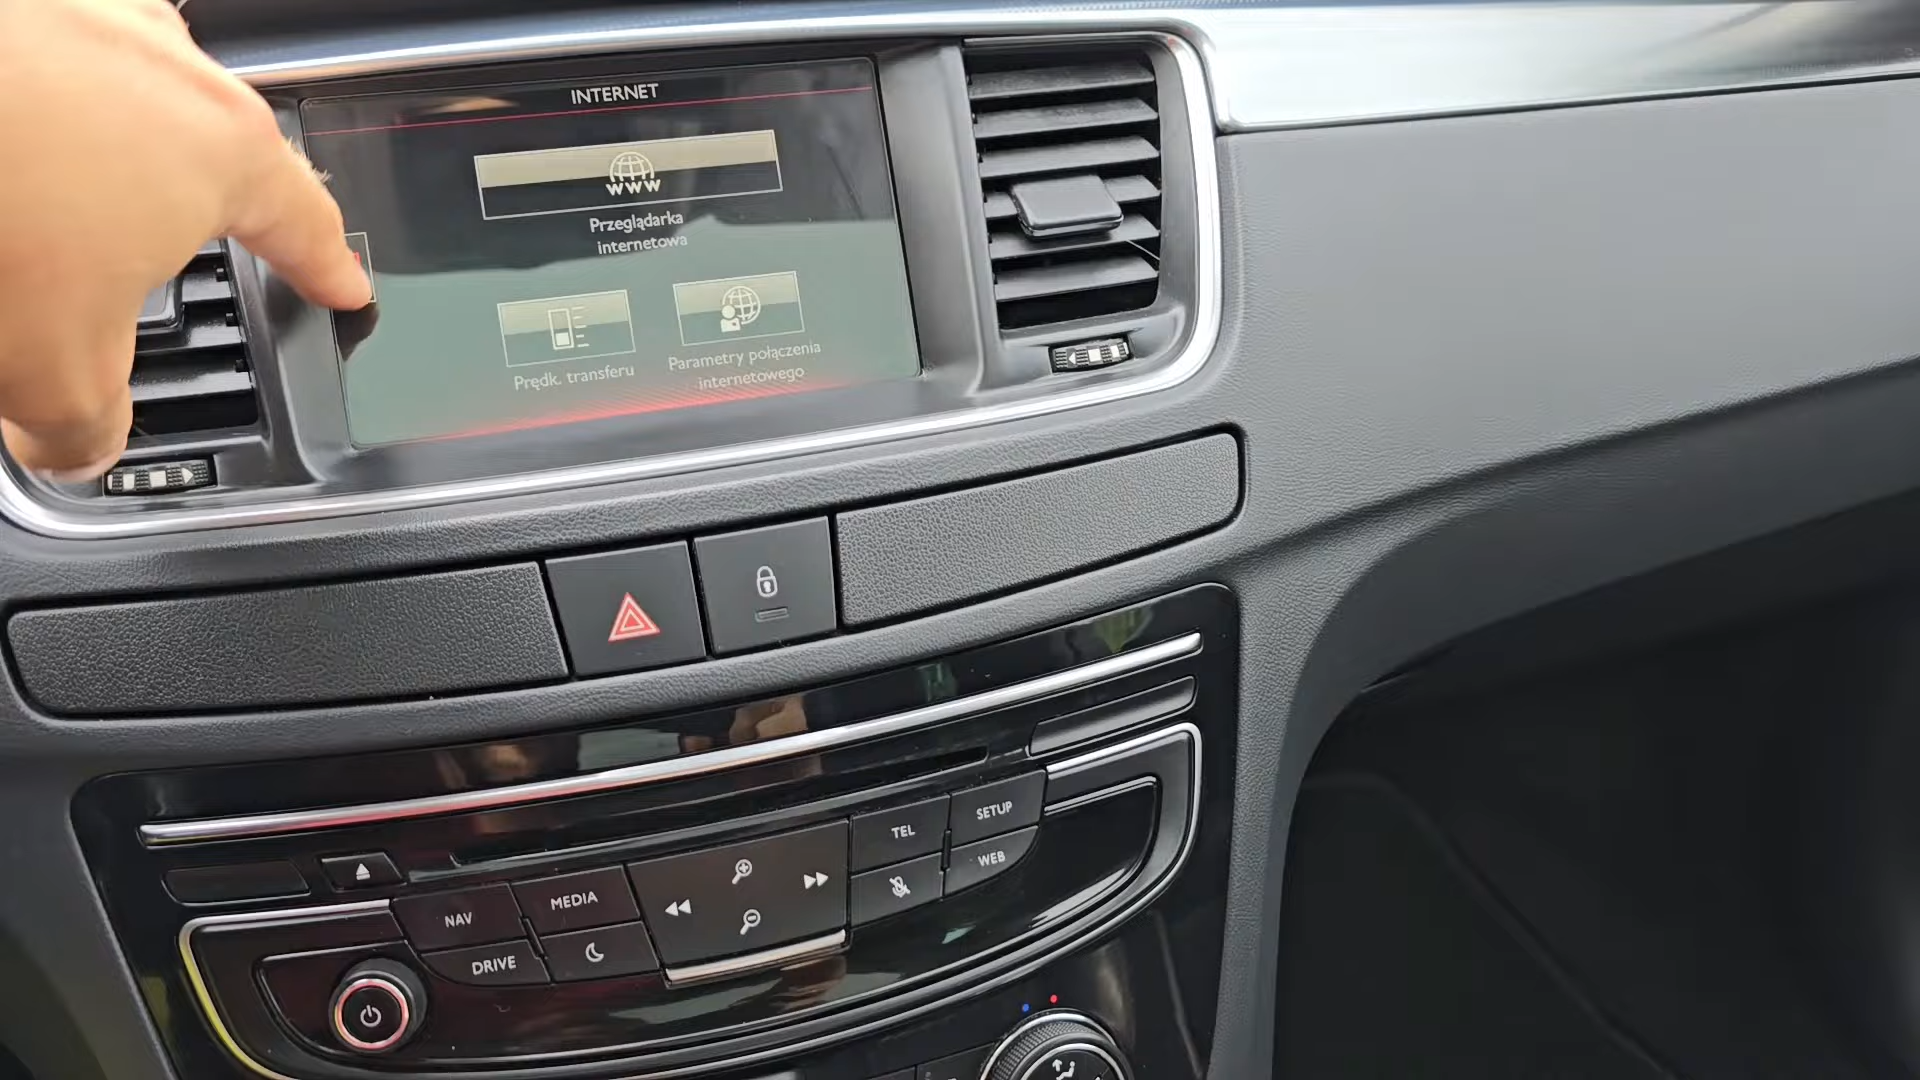 INTERNET
WWW
Przeglądarka
internetowa
Prędk. transferu
Parametry połączenia
internetowego
TEL
SETUP
WEB
MEDIA
NAV
DRIVE